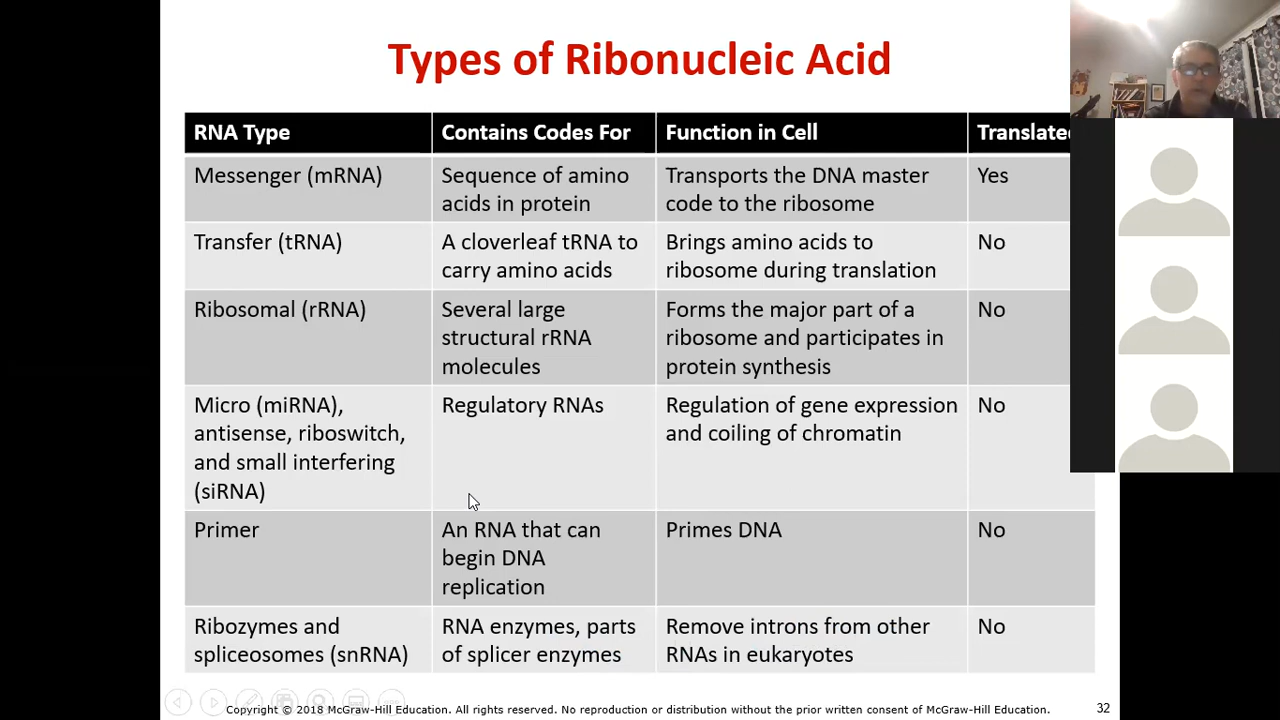 Types of Ribonucleic Acid
RNA Type Contains Codes For Function in Cell Translated
Messenger (mRNA) Sequence of amino Transports the DNA master Yes
acids in protein code to the ribosome
Transfer (tRNA) A cloverleaf tRNA to Brings amino acids to No
carry amino acids ribosome during translation
Ribosomal (rRNA) Several large Forms the major part of a No
structural rRNA ribosome and participates in
molecules protein synthesis
Micro (miRNA), Regulatory RNAs Regulation of gene expression No
antisense, riboswitch, and coiling of chromatin
and small interfering
(siRNA)
Primer An RNA that can Primes DNA No
begin DNA
replication
Ribozymes and RNA enzymes, parts Remove introns from other No
spliceosomes (snRNA) of splicer enzymes RNAs in eukaryotes
Copyright © 2018 McGraw-Hill Education. All rights reserved. No reproduction or distribution without the prior written consent of McGraw-Hill Education. 32